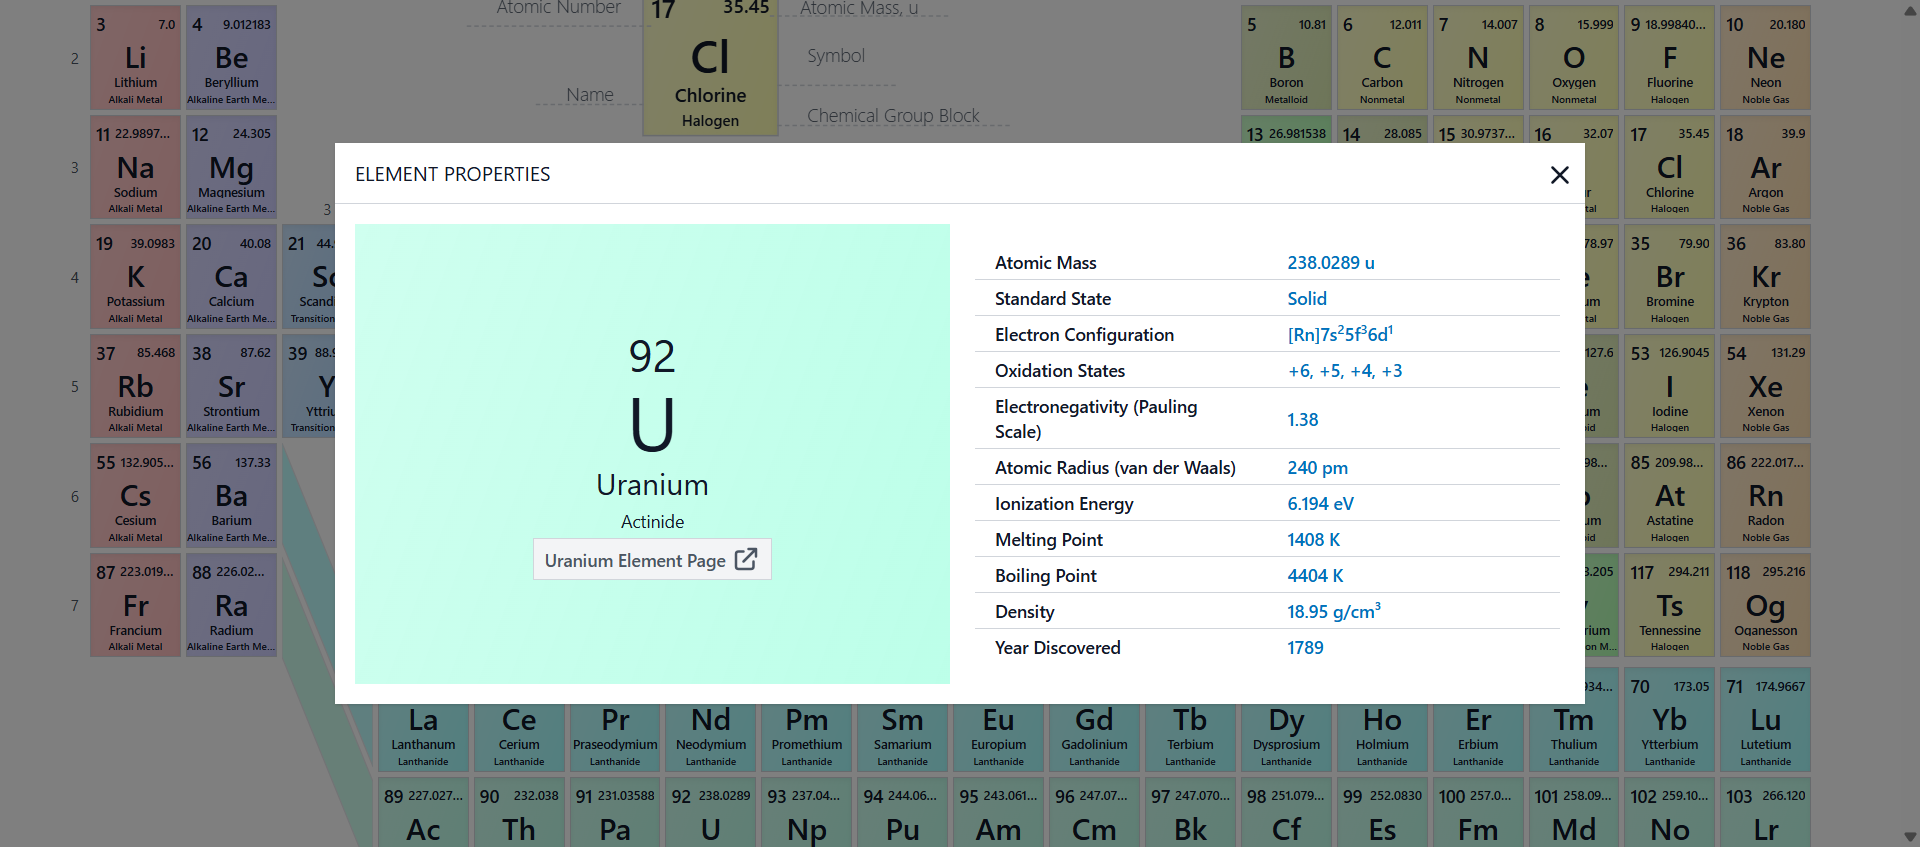 Atomic Number
17 35.45
Atomic Mass, u
Cl
Symbol
Name
Chlorine
Halogen
Chemical Group Block
2
3 7.0
Li
Lithium
Alkali Metal
4 9.012183
Be
Beryllium
Alkaline Earth Me...
5 10.81
B
Boron
Metalloid
6 12.011
C
Carbon
Nonmetal
7 14.007
N
Nitrogen
Nonmetal
8 15.999
O
Oxygen
Nonmetal
9 18.99840...
F
Fluorine
Halogen
10 20.180
Ne
Neon
Noble Gas
3
11 22.9897...
Na
Sodium
Alkali Metal
12 24.305
Mg
Magnesium
Alkaline Earth Me...
3
13 26.981538
14 28.085
15 30.9737...
16 32.07
17 35.45
Cl
Chlorine
Halogen
18 39.9
Ar
Argon
Noble Gas
4
19 39.0983
K
Potassium
Alkali Metal
20 40.08
Ca
Calcium
Alkaline Earth Me...
21 44.
Sc
Scandi
Transition
78.97
35 79.90
Br
Bromine
Halogen
36 83.80
Kr
Krypton
Noble Gas
5
37 85.468
Rb
Rubidium
Alkali Metal
38 87.62
Sr
Strontium
Alkaline Earth Me...
39 88.9
Y
Yttriu
Transition
127.6
53 126.9045
I
Iodine
Halogen
54 131.29
Xe
Xenon
Noble Gas
6
55 132.905...
Cs
Cesium
Alkali Metal
56 137.33
Ba
Barium
Alkaline Earth Me...
85 209.98...
At
Astatine
Halogen
86 222.017...
Rn
Radon
Noble Gas
7
87 223.019...
Fr
Francium
Alkali Metal
88 226.02...
Ra
Radium
Alkaline Earth Me...
117 294.211
Ts
Tennessine
Halogen
118 295.216
Og
Oganesson
Noble Gas
ELEMENT PROPERTIES
92
U
Uranium
Actinide
Uranium Element Page
Atomic Mass 238.0289 u
Standard State Solid
Electron Configuration [Rn]7s²5f³6d¹
Oxidation States +6, +5, +4, +3
Electronegativity (Pauling
Scale) 1.38
Atomic Radius (van der Waals) 240 pm
Ionization Energy 6.194 eV
Melting Point 1408 K
Boiling Point 4404 K
Density 18.95 g/cm³
Year Discovered 1789
La
Lanthanum
Lanthanide
Ce
Cerium
Lanthanide
Pr
Praseodymium
Lanthanide
Nd
Neodymium
Lanthanide
Pm
Promethium
Lanthanide
Sm
Samarium
Lanthanide
Eu
Europium
Lanthanide
Gd
Gadolinium
Lanthanide
Tb
Terbium
Lanthanide
Dy
Dysprosium
Lanthanide
Ho
Holmium
Lanthanide
Er
Erbium
Lanthanide
934...
Tm
Thulium
Lanthanide
70 173.05
Yb
Ytterbium
Lanthanide
71 174.9667
Lu
Lutetium
Lanthanide
89 227.027...
Ac
90 232.038
Th
91 231.03588
Pa
92 238.0289
U
93 237.04...
Np
94 244.06...
Pu
95 243.061...
Am
96 247.07...
Cm
97 247.070...
Bk
98 251.079...
Cf
99 252.0830
Es
100 257.0...
Fm
101 258.09...
Md
102 259.10...
No
103 266.120
Lr